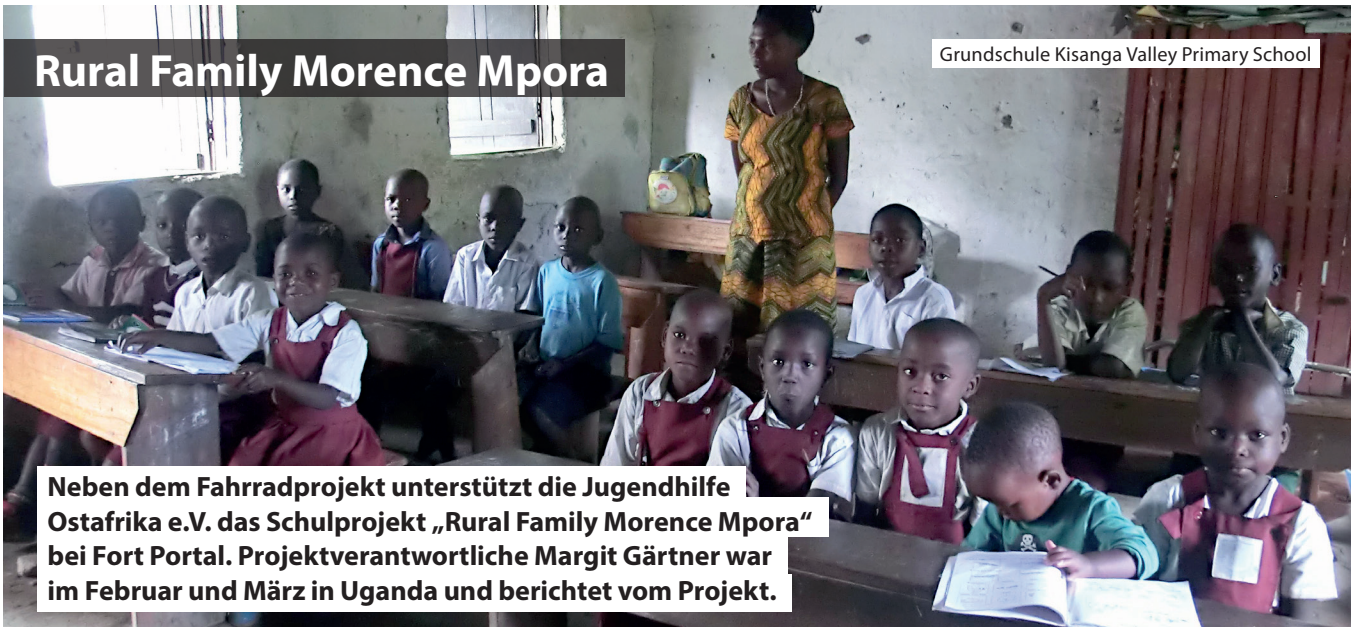 Rural Family Morence Mpora
Grundschule Kisanga Valley Primary School
Neben dem Fahrradprojekt unterstützt die Jugendhilfe
Ostafrika e.V. das Schulprojekt „Rural Family Morence Mpora“
bei Fort Portal. Projektverantwortliche Margit Gärtner war
im Februar und März in Uganda und berichtet vom Projekt.